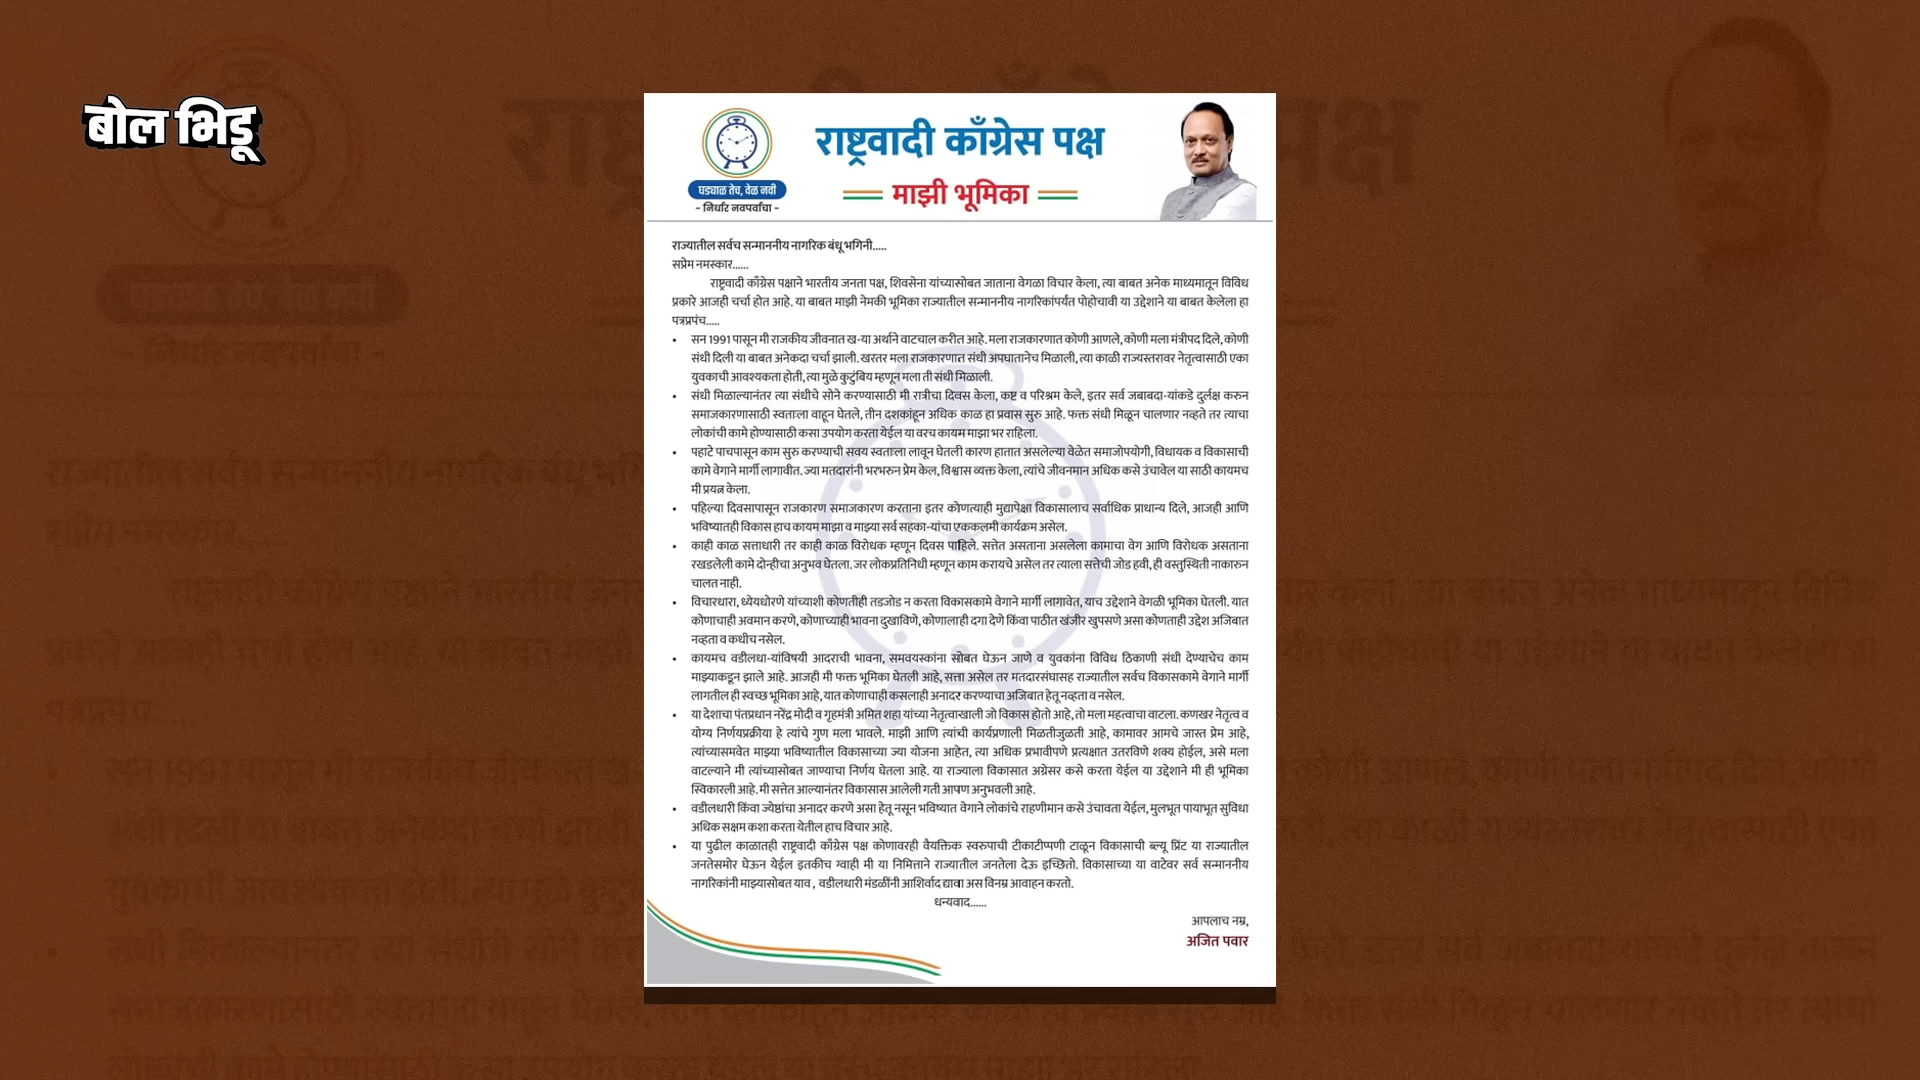 बोल भिडू
राष्ट्रवादी काँग्रेस पक्ष
घड्याळ तेच, वेळ नवी
- निर्धार नवपर्वाचा -
माझी भूमिका
राज्यातील सर्वच सन्माननीय नागरिक बंधू भगिनी.....
सप्रेम नमस्कार......
राष्ट्रवादी काँग्रेस पक्षाने भारतीय जनता पक्ष, शिवसेना यांच्यासोबत जाताना वेगळा विचार केला, त्या बाबत अनेक माध्यमातून विविध
प्रकारे आजही चर्चा होत आहे. या बाबत माझी नेमकी भूमिका राज्यातील सन्माननीय नागरिकांपर्यंत पोहोचावी या उद्देशाने या बाबत केलेला हा
पत्रप्रपंच.....
• सन 1991 पासून मी राजकीय जीवनात ख-या अर्थाने वाटचाल करीत आहे. मला राजकारणात कोणी आणले, कोणी मला मंत्रीपद दिले, कोणी
संधी दिली या बाबत अनेकदा चर्चा झाली. खरतर मला राजकारणात संधी अपघातानेच मिळाली, त्या काळी राज्यस्तरावर नेतृत्वासाठी एका
युवकाची आवश्यकता होती, त्या मुळे कुटुंबिय म्हणून मला ती संधी मिळाली.
• संधी मिळाल्यानंतर त्या संधीचे सोने करण्यासाठी मी रात्रीचा दिवस केला, कष्ट व परिश्रम केले, इतर सर्व जबाबदा-यांकडे दुर्लक्ष करुन
समाजकारणासाठी स्वताःला वाहून घेतले, तीन दशकांहून अधिक काळ हा प्रवास सुरु आहे. फक्त संधी मिळून चालणार नव्हते तर त्याचा
लोकांची कामे होण्यासाठी कसा उपयोग करता येईल या वरच कायम माझा भर राहिला.
• पहाटे पाचपासून काम सुरु करण्याची सवय स्वताःला लावून घेतली कारण हातात असलेल्या वेळेत समाजोपयोगी, विधायक व विकासाची
कामे वेगाने मार्गी लागावीत. ज्या मतदारांनी भरभरुन प्रेम केल, विश्वास व्यक्त केला, त्यांचे जीवनमान अधिक कसे उंचावेल या साठी कायमच
मी प्रयत्न केला.
• पहिल्या दिवसापासून राजकारण समाजकारण करताना इतर कोणत्याही मुद्यापेक्षा विकासालाच सर्वाधिक प्राधान्य दिले, आजही आणि
भविष्यातही विकास हाच कायम माझा व माझ्या सर्व सहका-यांचा एककलमी कार्यक्रम असेल.
• काही काळ सत्ताधारी तर काही काळ विरोधक म्हणून दिवस पाहिले. सत्तेत असताना असलेला कामाचा वेग आणि विरोधक असताना
रखडलेली कामे दोन्हीचा अनुभव घेतला. जर लोकप्रतिनिधी म्हणून काम करायचे असेल तर त्याला सत्तेची जोड हवी, ही वस्तुस्थिती नाकारुन
चालत नाही.
• विचारधारा, ध्येयधोरणे यांच्याशी कोणतीही तडजोड न करता विकासकामे वेगाने मार्गी लागावेत, याच उद्देशाने वेगळी भूमिका घेतली. यात
कोणाचाही अवमान करणे, कोणाच्याही भावना दुखाविणे, कोणालाही दगा देणे किंवा पाठीत खंजीर खुपसणे असा कोणताही उद्देश अजिबात
नव्हता व कधीच नसेल.
• कायमच वडीलधा-यांविषयी आदराची भावना, समवयस्कांना सोबत घेऊन जाणे व युवकांना विविध ठिकाणी संधी देण्याचेच काम
माझ्याकडून झाले आहे. आजही मी फक्त भूमिका घेतली आहे, सत्ता असेल तर मतदारसंघासह राज्यातील सर्वच विकासकामे वेगाने मार्गी
लागतील ही स्वच्छ भूमिका आहे, यात कोणाचाही कसलाही अनादर करण्याचा अजिबात हेतू नव्हता व नसेल.
• या देशाचा पंतप्रधान नरेंद्र मोदी व गृहमंत्री अमित शहा यांच्या नेतृत्वाखाली जो विकास होतो आहे, तो मला महत्वाचा वाटला. कणखर नेतृत्व व
योग्य निर्णयप्रक्रीया हे त्यांचे गुण मला भावले. माझी आणि त्यांची कार्यप्रणाली मिळतीजुळती आहे, कामावर आमचे जास्त प्रेम आहे,
त्यांच्यासमवेत माझ्या भविष्यातील विकासाच्या ज्या योजना आहेत, त्या अधिक प्रभावीपणे प्रत्यक्षात उतरविणे शक्य होईल, असे मला
वाटल्याने मी त्यांच्यासोबत जाण्याचा निर्णय घेतला आहे. या राज्याला विकासात अग्रेसर कसे करता येईल या उद्देशाने मी ही भूमिका
स्विकारली आहे. मी सत्तेत आल्यानंतर विकासास आलेली गती आपण अनुभवली आहे.
• वडीलधारी किंवा ज्येष्ठांचा अनादर करणे असा हेतू नसून भविष्यात वेगाने लोकांचे राहणीमान कसे उंचावता येईल, मुलभूत पायाभूत सुविधा
अधिक सक्षम कशा करता येतील हाच विचार आहे.
• या पुढील काळातही राष्ट्रवादी काँग्रेस पक्ष कोणावरही वैयक्तिक स्वरुपाची टीकाटीप्पणी टाळून विकासाची ब्ल्यू प्रिंट या राज्यातील
जनतेसमोर घेऊन येईल इतकीच ग्वाही मी या निमित्ताने राज्यातील जनतेला देऊ इच्छितो. विकासाच्या या वाटेवर सर्व सन्माननीय
नागरिकांनी माझ्यासोबत याव , वडीलधारी मंडळींनी आशिर्वाद द्यावा अस विनम्र आवाहन करतो.
धन्यवाद......
आपलाच नम्र,
अजित पवार